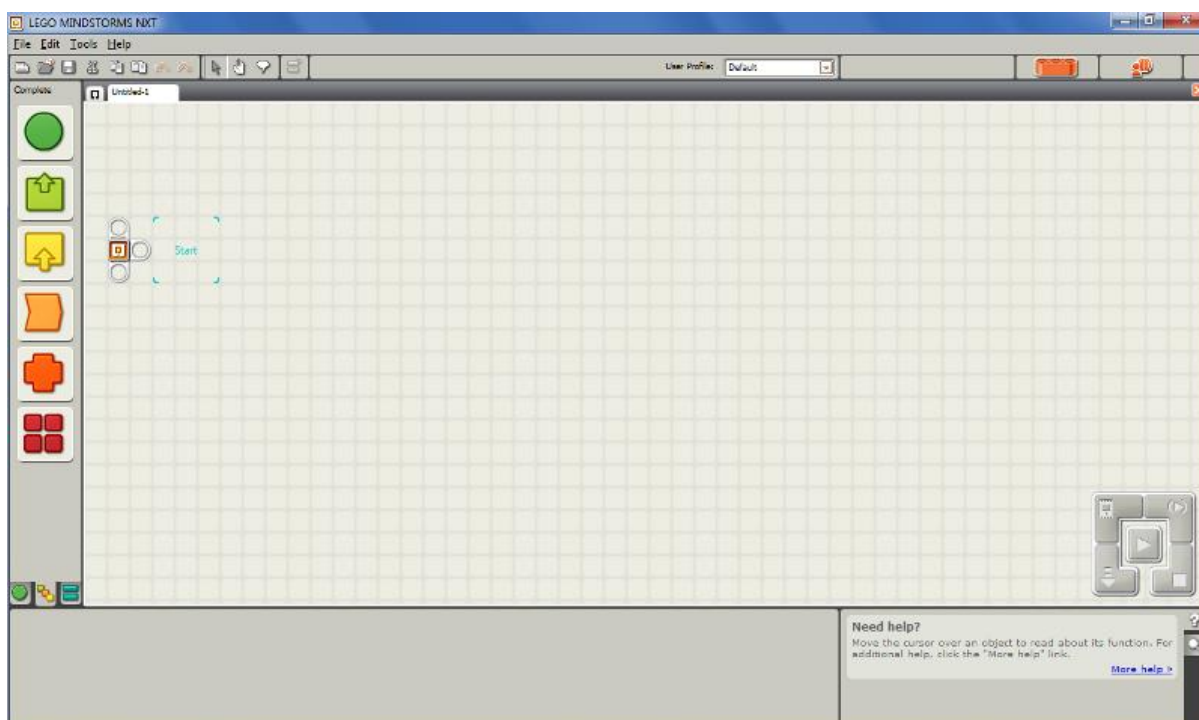 LEGO MINDSTORMS NXT
File Edit Tools Help
User Profile: Default
Complete
Untitled-1
Start
Need help?
Move the cursor over an object to read about its function. For
additional help, click the "More help" link.
More help »